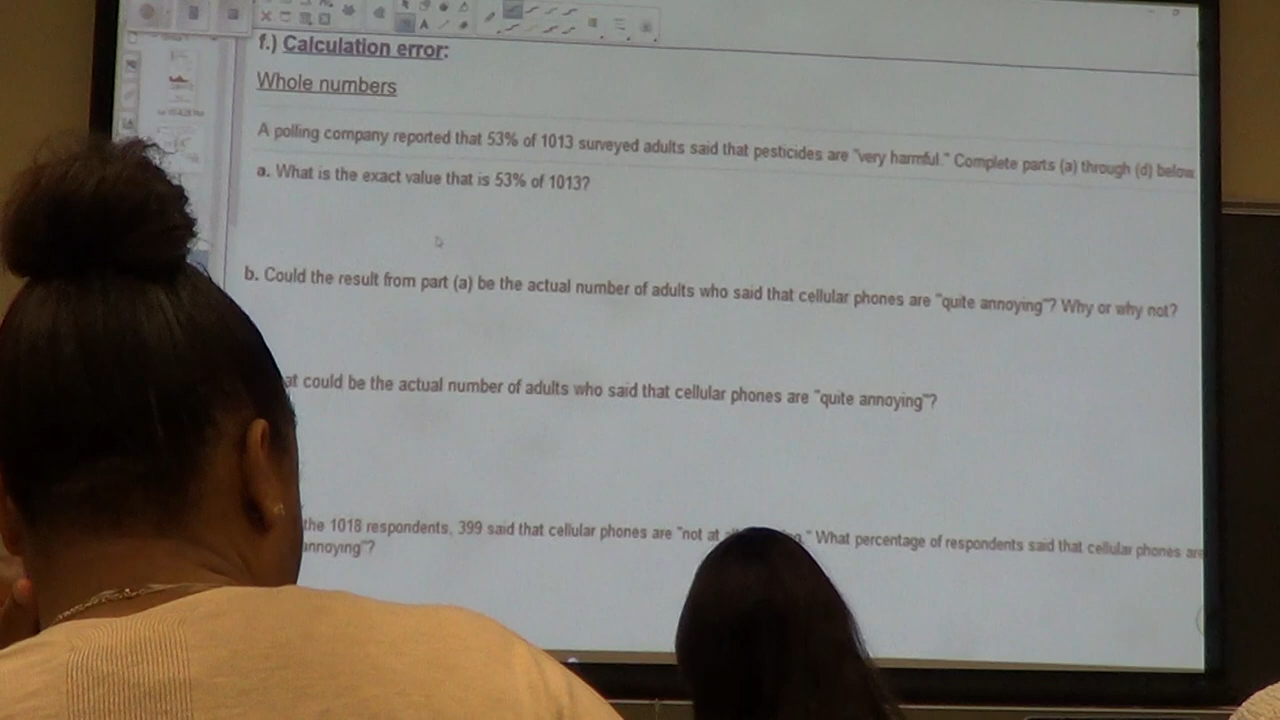 f.) Calculation error:
Whole numbers
A polling company reported that 53% of 1013 surveyed adults said that pesticides are "very harmful." Complete parts (a) through (d) below
a. What is the exact value that is 53% of 1013?
b. Could the result from part (a) be the actual number of adults who said that cellular phones are "quite annoying"? Why or why not?
could be the actual number of adults who said that cellular phones are "quite annoying"?
the 1018 respondents, 399 said that cellular phones are "not at What percentage of respondents said that cellular phones are
annoying"?